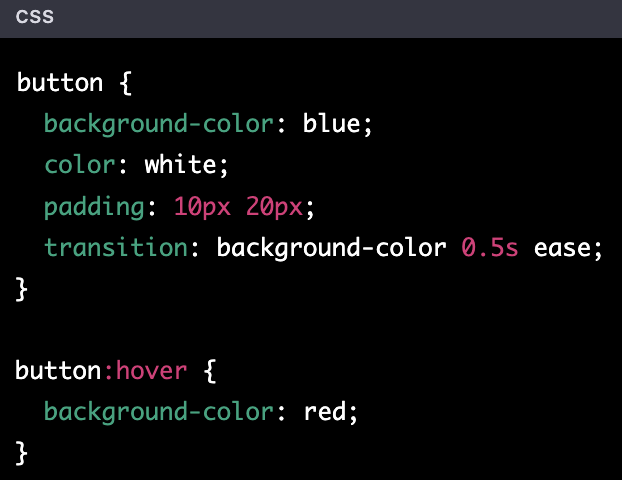 CSS
button {
background-color: blue;
color: white;
padding: 10px 20px;
transition: background-color 0.5s ease;
}
button:hover {
background-color: red;
}